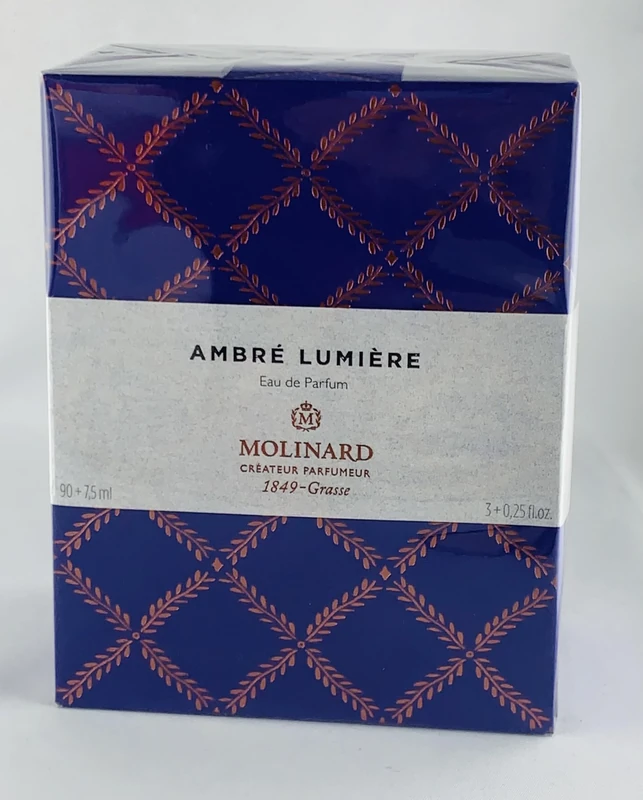 AMBRÉ LUMIÈRE
Eau de Parfum
M
MOLINARD
CRÉATEUR PARFUMEUR
1849-Grasse
90 + 7,5 ml
3 + 0,25 fl.oz.